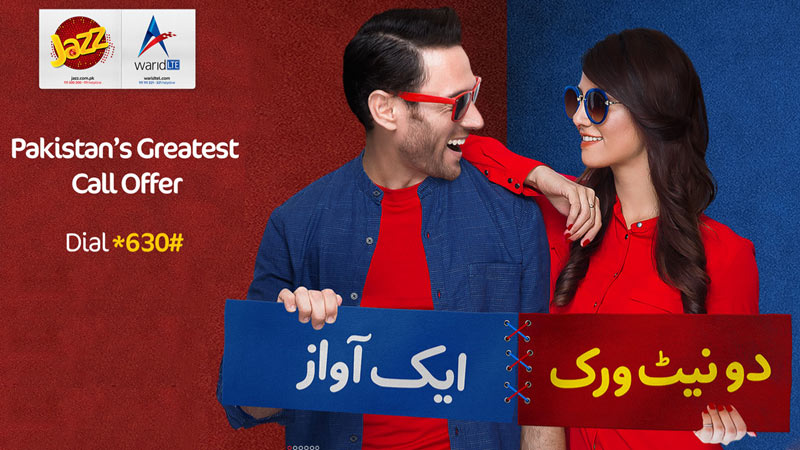 Jazz
jazz.com.pk
warid LTE
waridtel.com
Pakistan's Greatest
Call Offer
Dial *630#
دو نیٹ ورک
ایک آواز